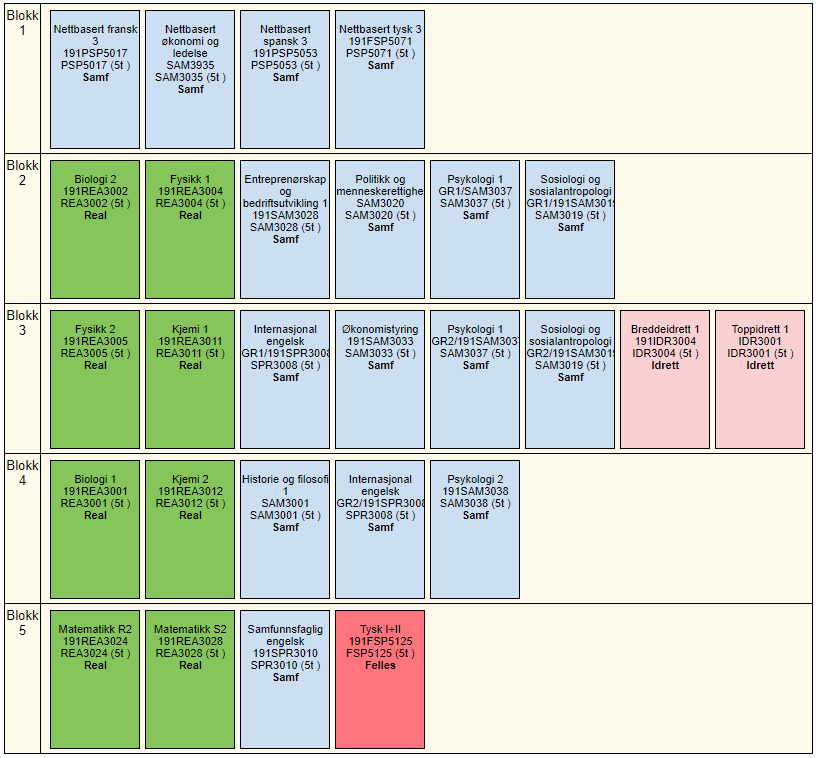 Blokk
1
Nettbasert fransk
3
191PSP5017
PSP5017 (5t )
Samf
Nettbasert
økonomi og
ledelse
SAM3935
SAM3035 (5t )
Samf
Nettbasert
spansk 3
191PSP5053
PSP5053 (5t )
Samf
Nettbasert tysk 3
191FSP5071
PSP5071 (5t )
Samf
Blokk
2
Biologi 2
191REA3002
REA3002 (5t )
Real
Fysikk 1
191REA3004
REA3004 (5t )
Real
Entreprenørskap
og
bedriftsutvikling 1
191SAM3028
SAM3028 (5t )
Samf
Politikk og
menneskerettighe
SAM3020
SAM3020 (5t )
Samf
Psykologi 1
GR1/SAM3037
SAM3037 (5t )
Samf
Sosiologi og
sosialantropologi
GR1/191SAM3019
SAM3019 (5t )
Samf
Blokk
3
Fysikk 2
191REA3005
REA3005 (5t )
Real
Kjemi 1
191REA3011
REA3011 (5t )
Real
Internasjonal
engelsk
GR1/191SPR3008
SPR3008 (5t )
Samf
Økonomistyring
191SAM3033
SAM3033 (5t )
Samf
Psykologi 1
GR2/191SAM3037
SAM3037 (5t )
Samf
Sosiologi og
sosialantropologi
GR2/191SAM3019
SAM3019 (5t )
Samf
Breddeidrett 1
191IDR3004
IDR3004 (5t )
Idrett
Toppidrett 1
IDR3001
IDR3001 (5t )
Idrett
Blokk
4
Biologi 1
191REA3001
REA3001 (5t )
Real
Kjemi 2
191REA3012
REA3012 (5t )
Real
Historie og filosofi
1
SAM3001
SAM3001 (5t )
Samf
Internasjonal
engelsk
GR2/191SPR3008
SPR3008 (5t )
Samf
Psykologi 2
191SAM3038
SAM3038 (5t )
Samf
Blokk
5
Matematikk R2
191REA3024
REA3024 (5t )
Real
Matematikk S2
191REA3028
REA3028 (5t )
Real
Samfunnsfaglig
engelsk
191SPR3010
SPR3010 (5t )
Samf
Tysk I+II
191FSP5125
FSP5125 (5t )
Felles